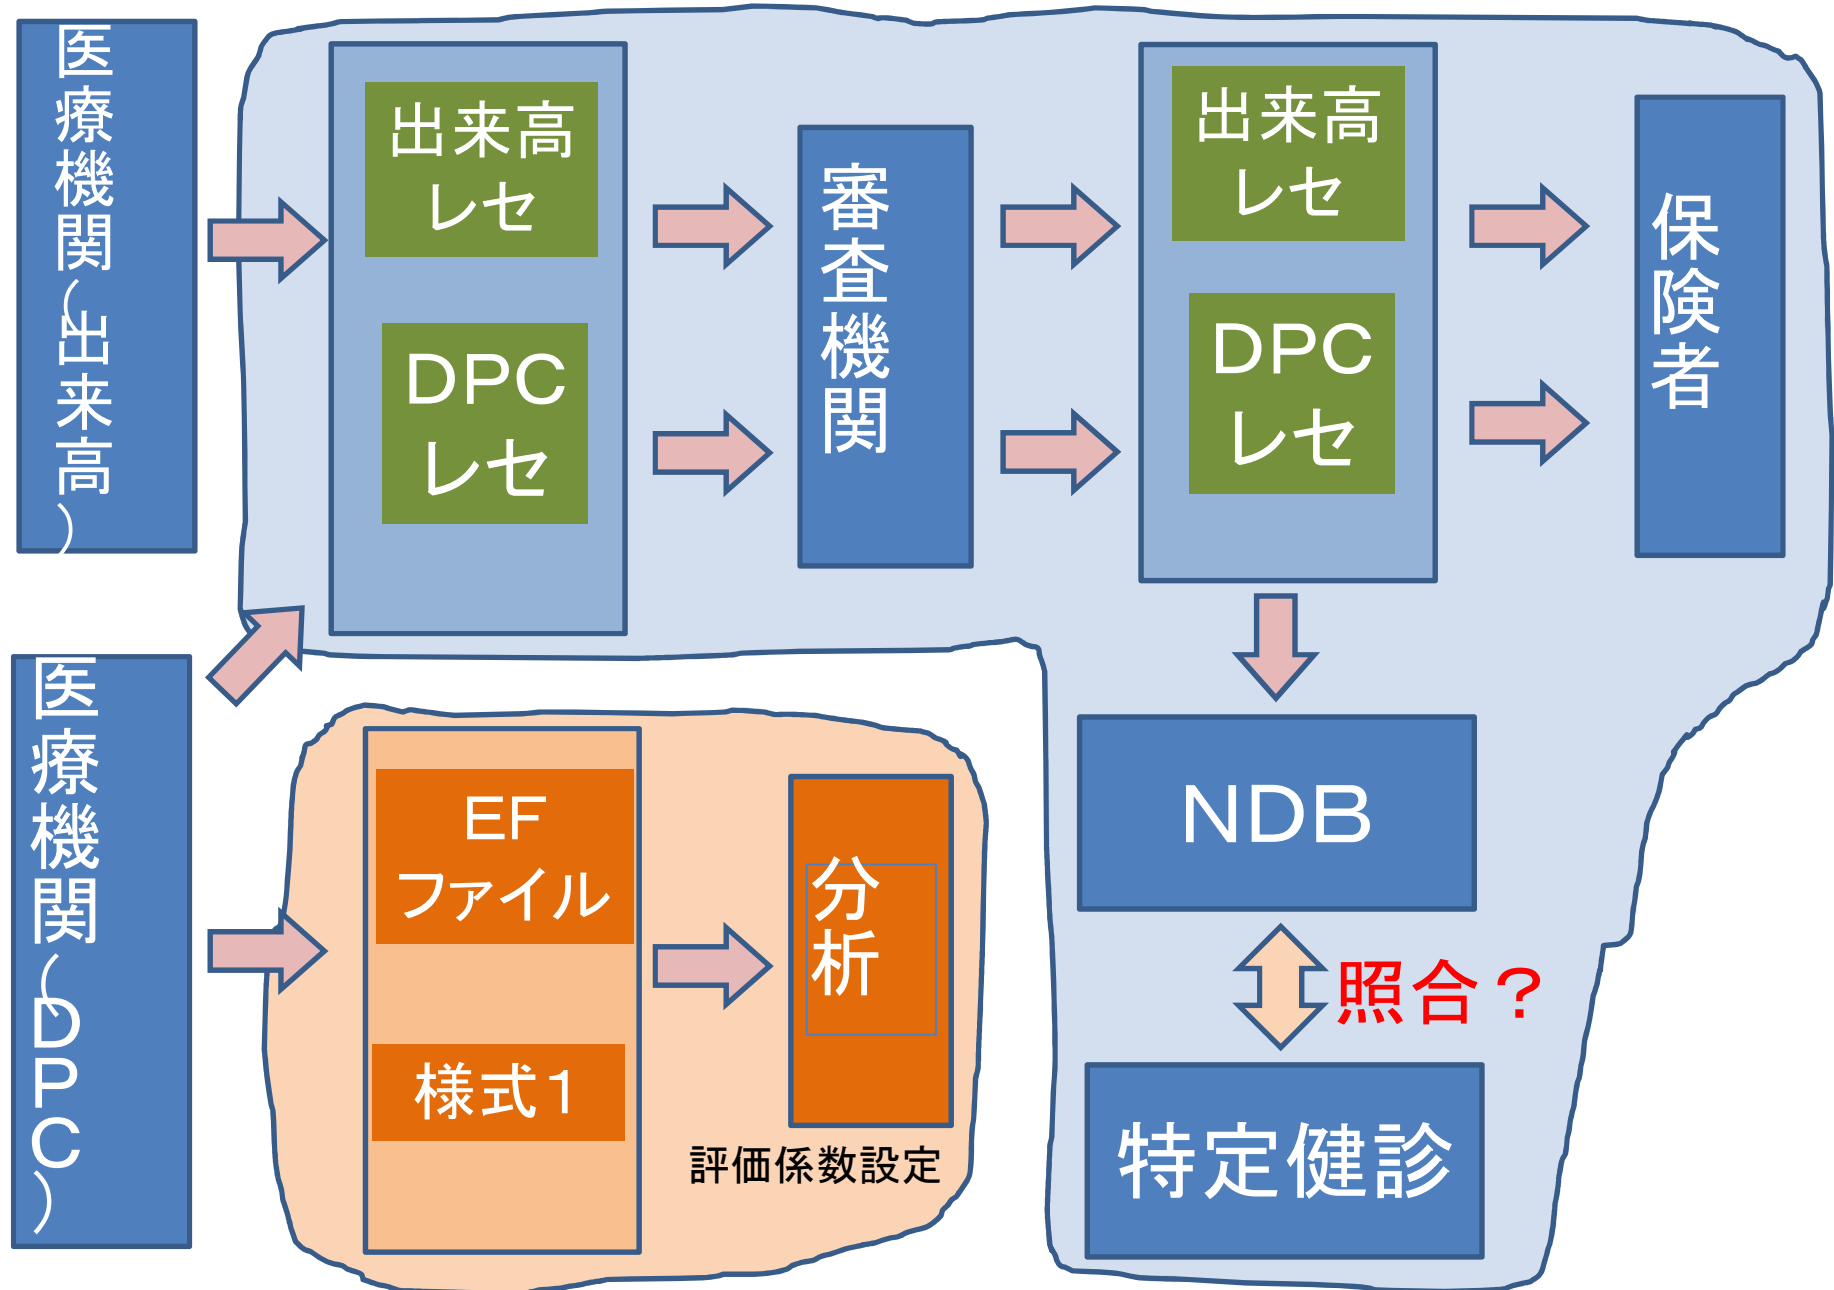 医療機関（出来高）
出来高
レセ
DPC
レセ
審査機関
出来高
レセ
DPC
レセ
保険者
医療機関（DPC）
EF
ファイル
様式1
分析
評価係数設定
NDB
照合？
特定健診